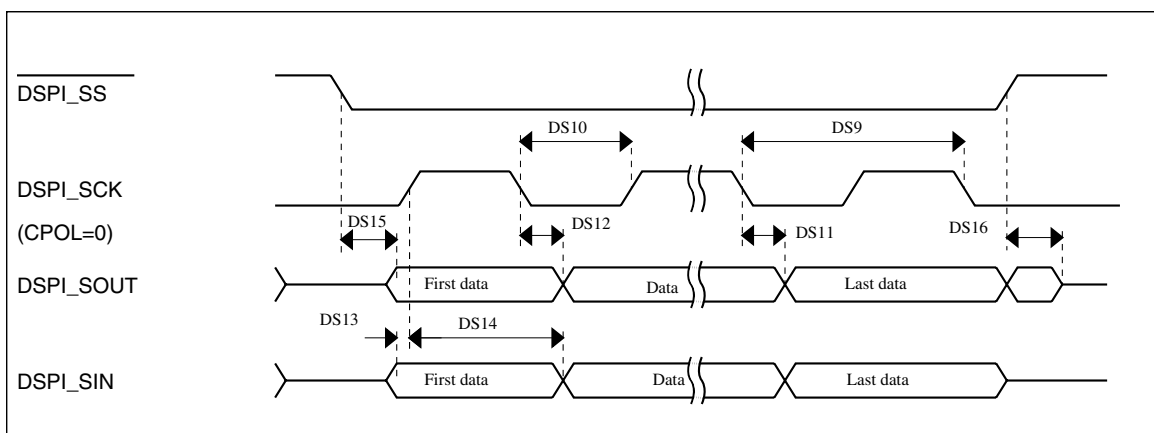 DSPI_SS
DS10
DS9
DSPI_SCK
(CPOL=0)
DS15
DS12
DS11
DS16
DSPI_SOUT
First data
Data
Last data
DS13
DS14
DSPI_SIN
First data
Data
Last data